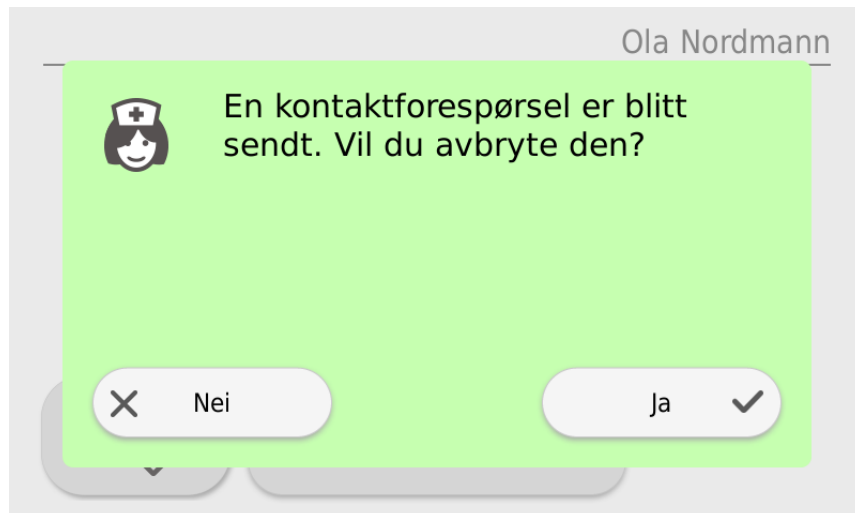 Ola Nordmann
En kontaktforespørsel er blitt
sendt. Vil du avbryte den?
Nei
Ja